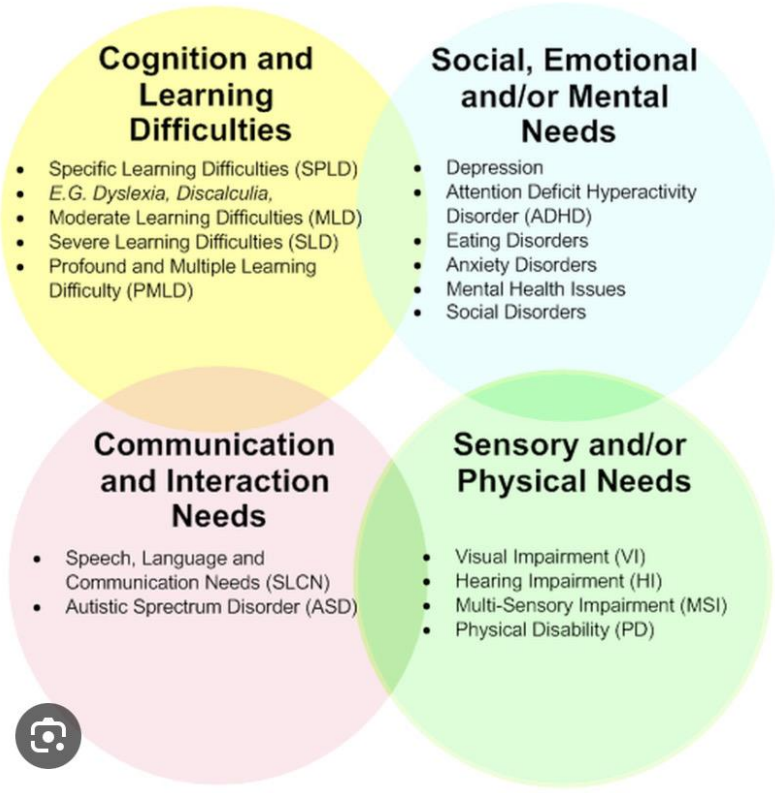 Cognition and
Learning
Difficulties
• Specific Learning Difficulties (SPLD)
• E.G. Dyslexia, Discalculia,
• Moderate Learning Difficulties (MLD)
• Severe Learning Difficulties (SLD)
• Profound and Multiple Learning
Difficulty (PMLD)
Social, Emotional
and/or Mental
Needs
• Depression
• Attention Deficit Hyperactivity
Disorder (ADHD)
• Eating Disorders
• Anxiety Disorders
• Mental Health Issues
• Social Disorders
Communication
and Interaction
Needs
• Speech, Language and
Communication Needs (SLCN)
• Autistic Sprectrum Disorder (ASD)
Sensory and/or
Physical Needs
• Visual Impairment (VI)
• Hearing Impairment (HI)
• Multi-Sensory Impairment (MSI)
• Physical Disability (PD)